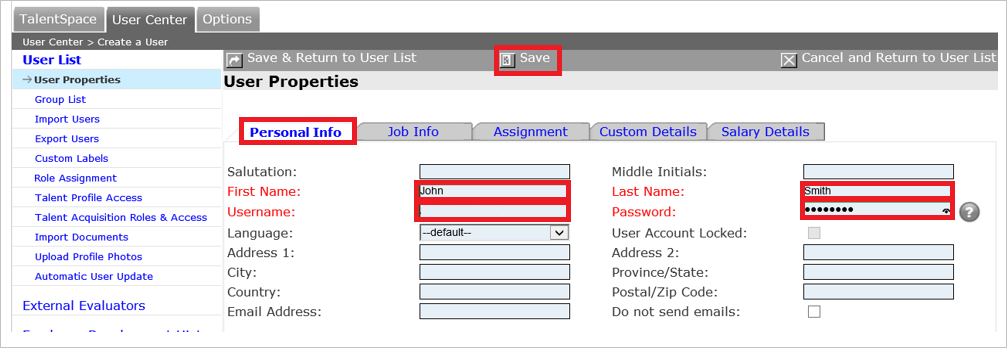 TalentSpace User Center Options
User Center > Create a User
User List
→ User Properties
Group List
Import Users
Export Users
Custom Labels
Role Assignment
Talent Profile Access
Talent Acquisition Roles & Access
Import Documents
Upload Profile Photos
Automatic User Update
External Evaluators
Save & Return to User List Save Cancel and Return to User List
User Properties
Personal Info Job Info Assignment Custom Details Salary Details
Salutation: Middle Initials:
First Name: John Last Name: Smith
Username: Password: ●●●●●●●● ?
Language: --default-- User Account Locked:
Address 1: Address 2:
City: Province/State:
Country: Postal/Zip Code:
Email Address: Do not send emails: